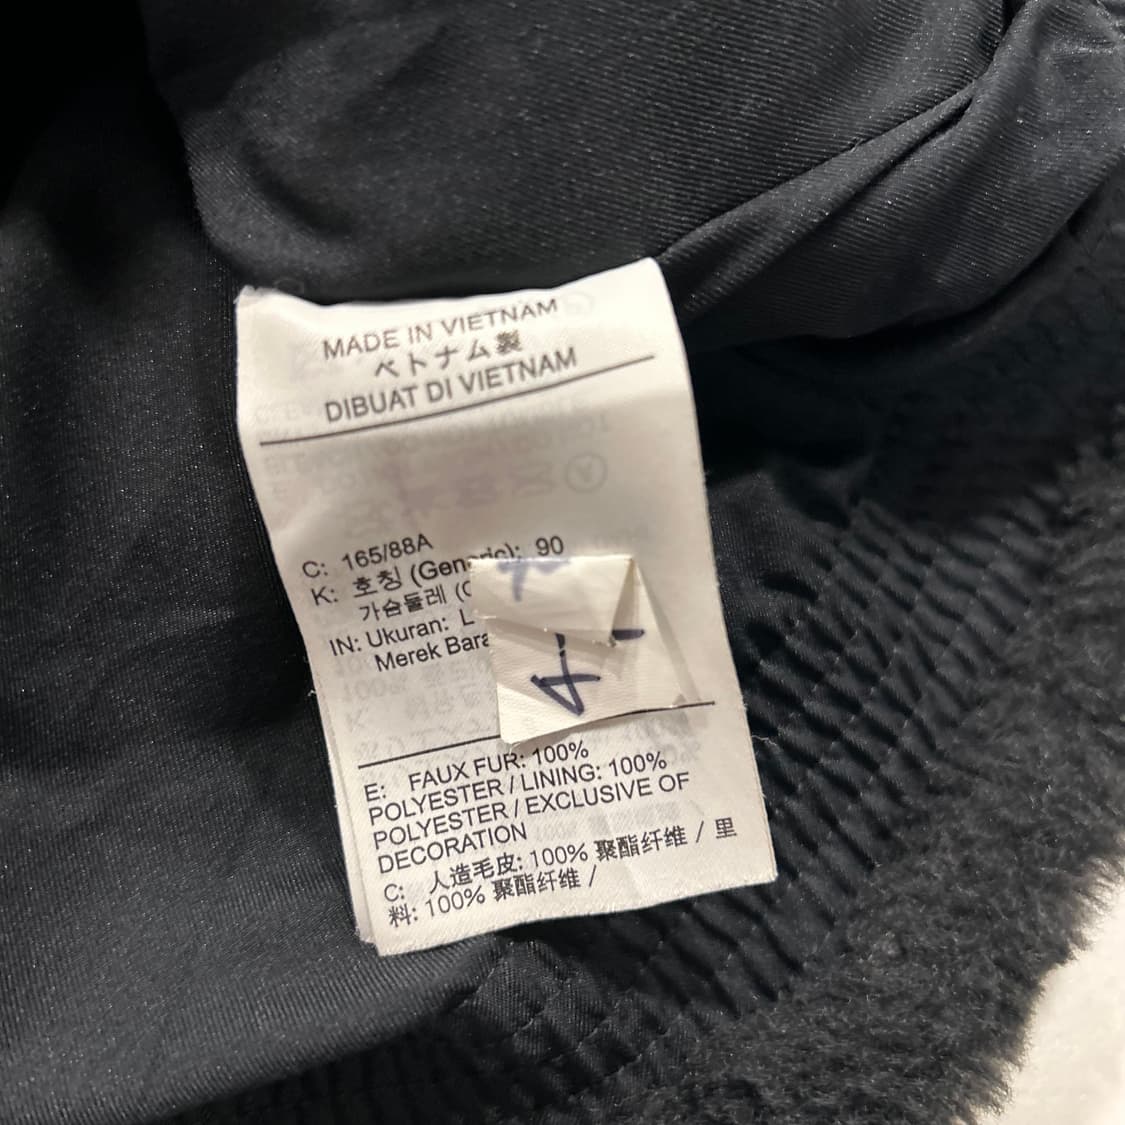 MADE IN VIETNAM
ベトナム製
DIBUAT DI VIETNAM
C: 165/88A
K: 호칭 (Generic): 90
가슴둘레 (
IN: Ukuran: L
Merek Bara
E: FAUX FUR: 100%
POLYESTER / LINING: 100%
POLYESTER / EXCLUSIVE OF
DECORATION
C: 人造毛皮: 100% 聚酯纤维 / 里
料: 100% 聚酯纤维 /